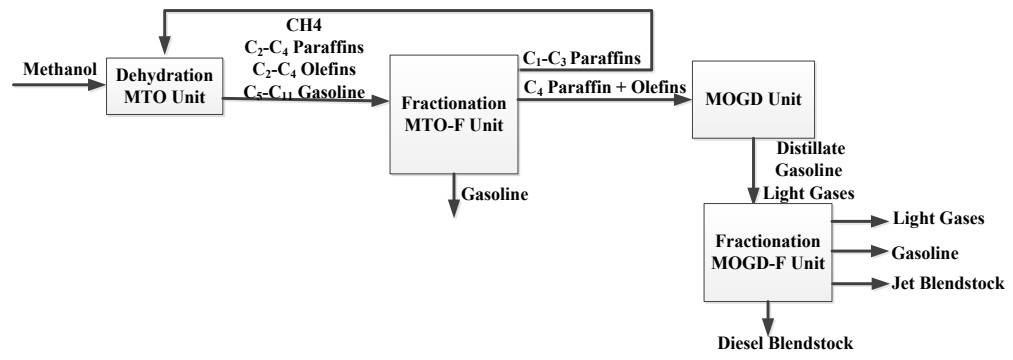 Methanol
Dehydration
MTO Unit
CH4
C₂-C₄ Paraffins
C₂-C₄ Olefins
C₅-C₁₁ Gasoline
Fractionation
MTO-F Unit
C₁-C₃ Paraffins
C₄ Paraffin + Olefins
Gasoline
MOGD Unit
Distillate
Gasoline
Light Gases
Fractionation
MOGD-F Unit
Light Gases
Gasoline
Jet Blendstock
Diesel Blendstock